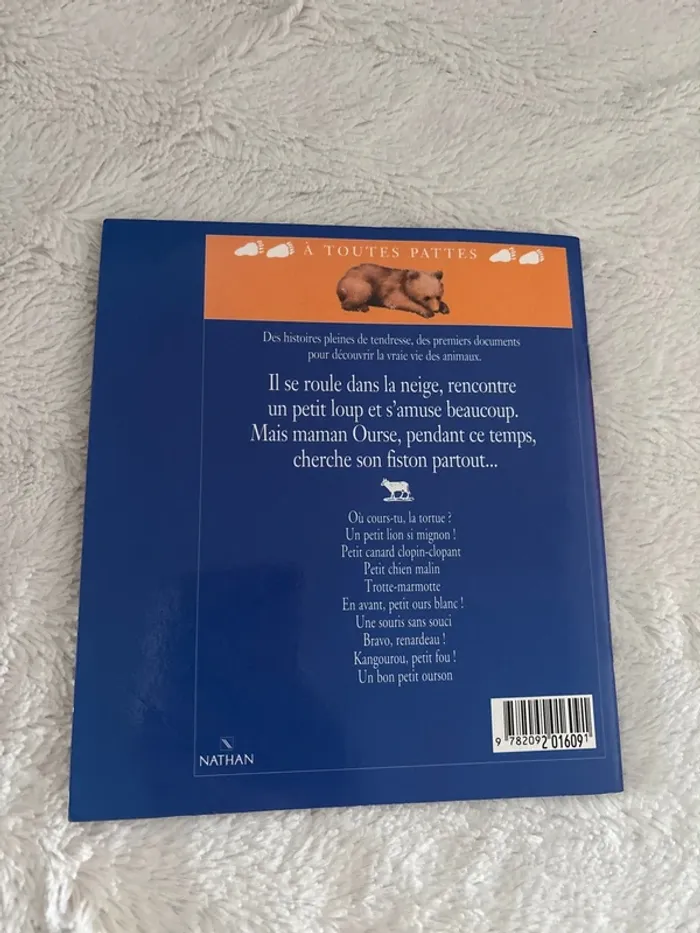 À TOUTES PATTES
Des histoires pleines de tendresse, des premiers documents
pour découvrir la vraie vie des animaux.
Il se roule dans la neige, rencontre
un petit loup et s'amuse beaucoup.
Mais maman Ourse, pendant ce temps,
cherche son fiston partout...
Où cours-tu, la tortue ?
Un petit lion si mignon !
Petit canard clopin-clopant
Petit chien malin
Trotte-marmotte
En avant, petit ours blanc !
Une souris sans souci
Bravo, renardeau !
Kangourou, petit fou !
Un bon petit ourson
NATHAN
9 782092 016091